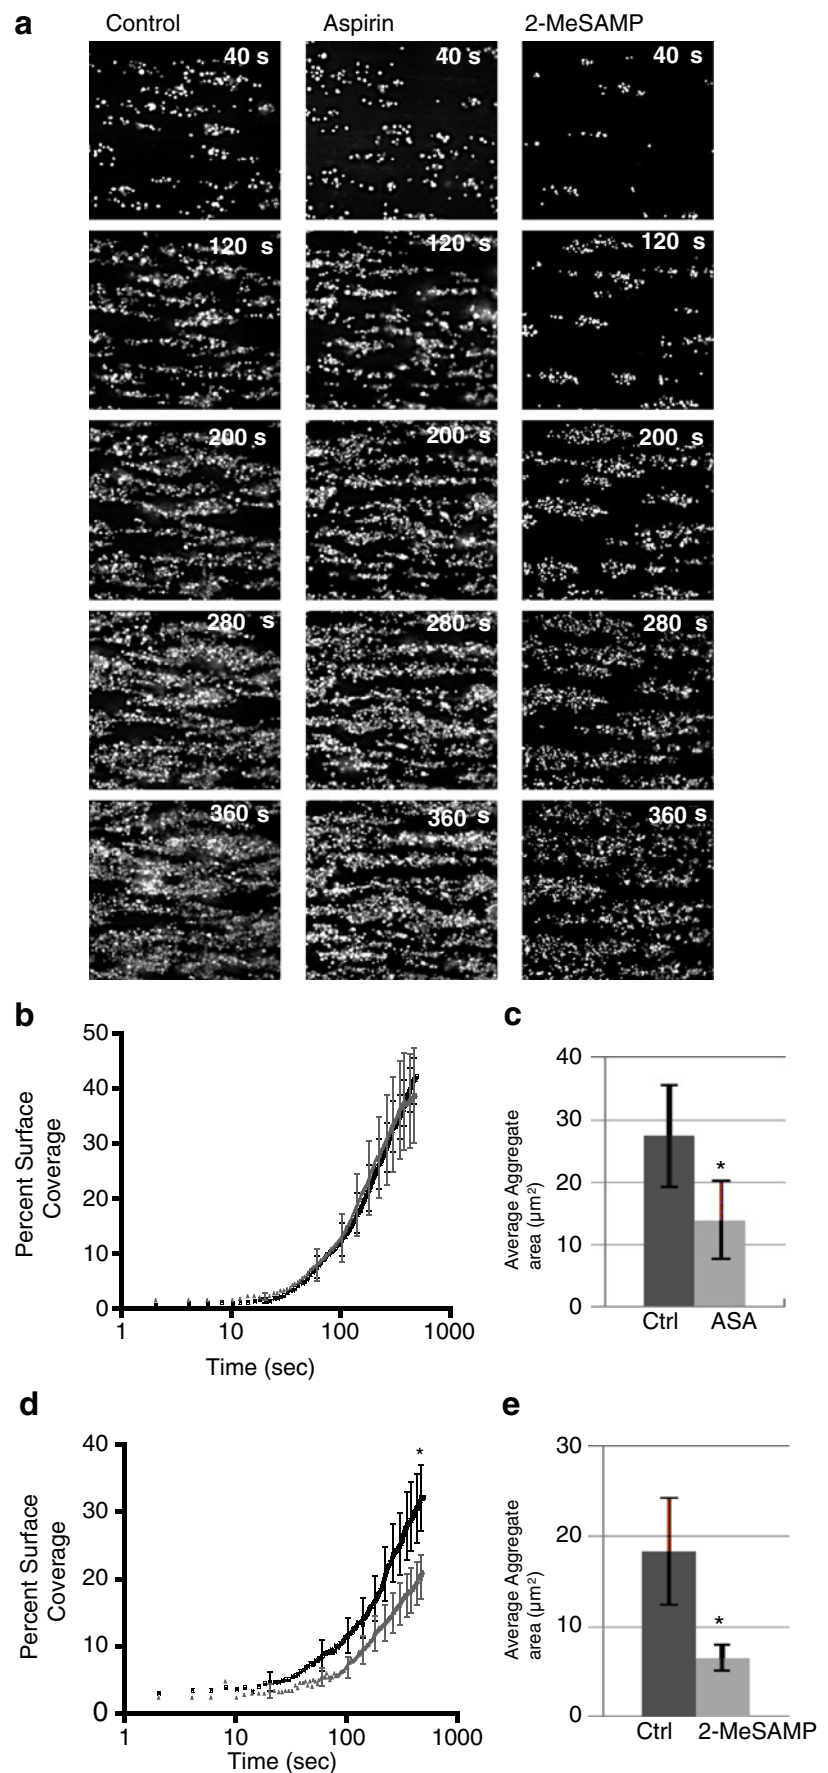 a
Control Aspirin 2-MeSAMP
40 s 40 s 40 s
120 s 120 s 120 s
200 s 200 s 200 s
280 s 280 s 280 s
360 s 360 s 360 s
b
50
40
30
20
10
0
1 10 100 1000
Percent Surface
Coverage
Time (sec)
c
40
30
20
10
0
Average Aggregate
area (µm²)
*
Ctrl ASA
d
40
30
20
10
0
1 10 100 1000
Percent Surface
Coverage
Time (sec)
*
e
30
20
10
0
Average Aggregate
area (µm²)
*
Ctrl 2-MeSAMP